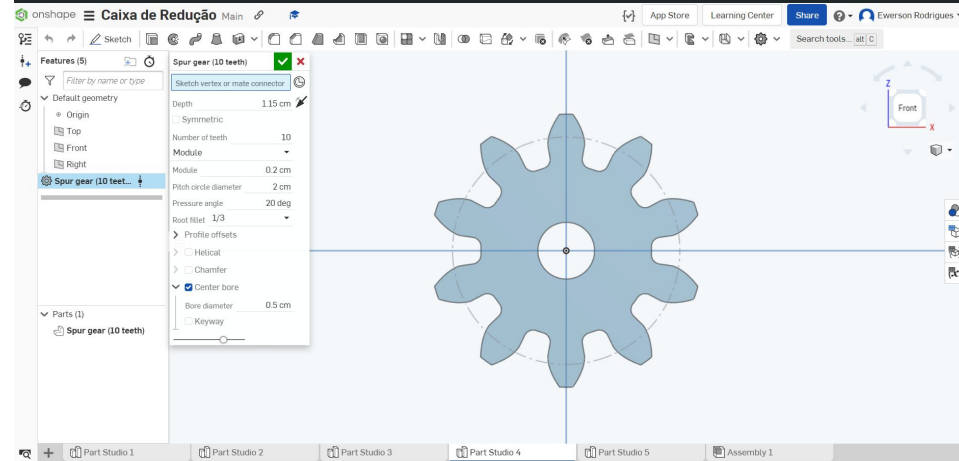 onshape Caixa de Redução Main
App Store Learning Center Share Ewerson Rodrigues
Sketch Search tools... alt C
Features (5)
Filter by name or type
Default geometry
Origin
Top
Front
Right
Spur gear (10 teet...
Parts (1)
Spur gear (10 teeth)
Spur gear (10 teeth)
Sketch vertex or mate connector
Depth 1.15 cm
Symmetric
Number of teeth 10
Module
Module 0.2 cm
Pitch circle diameter 2 cm
Pressure angle 20 deg
Root fillet 1/3
Profile offsets
Helical
Chamfer
Center bore
Bore diameter 0.5 cm
Keyway
Z
Front
X
Part Studio 1 Part Studio 2 Part Studio 3 Part Studio 4 Part Studio 5 Assembly 1